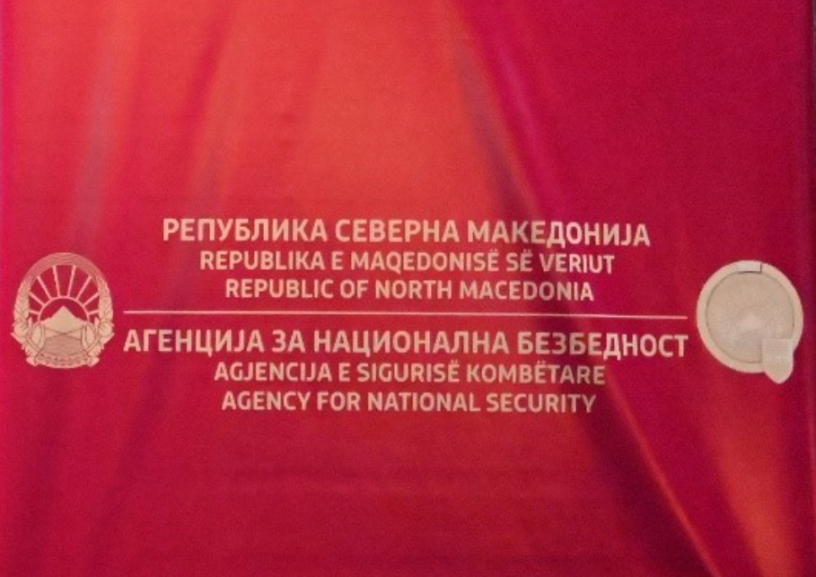 РЕПУБЛИКА СЕВЕРНА МАКЕДОНИЈА
REPUBLIKA E MAQEDONISË SË VERIUT
REPUBLIC OF NORTH MACEDONIA
АГЕНЦИЈА ЗА НАЦИОНАЛНА БЕЗБЕДНОСТ
AGJENCIJA E SIGURISË KOMBËTARE
AGENCY FOR NATIONAL SECURITY